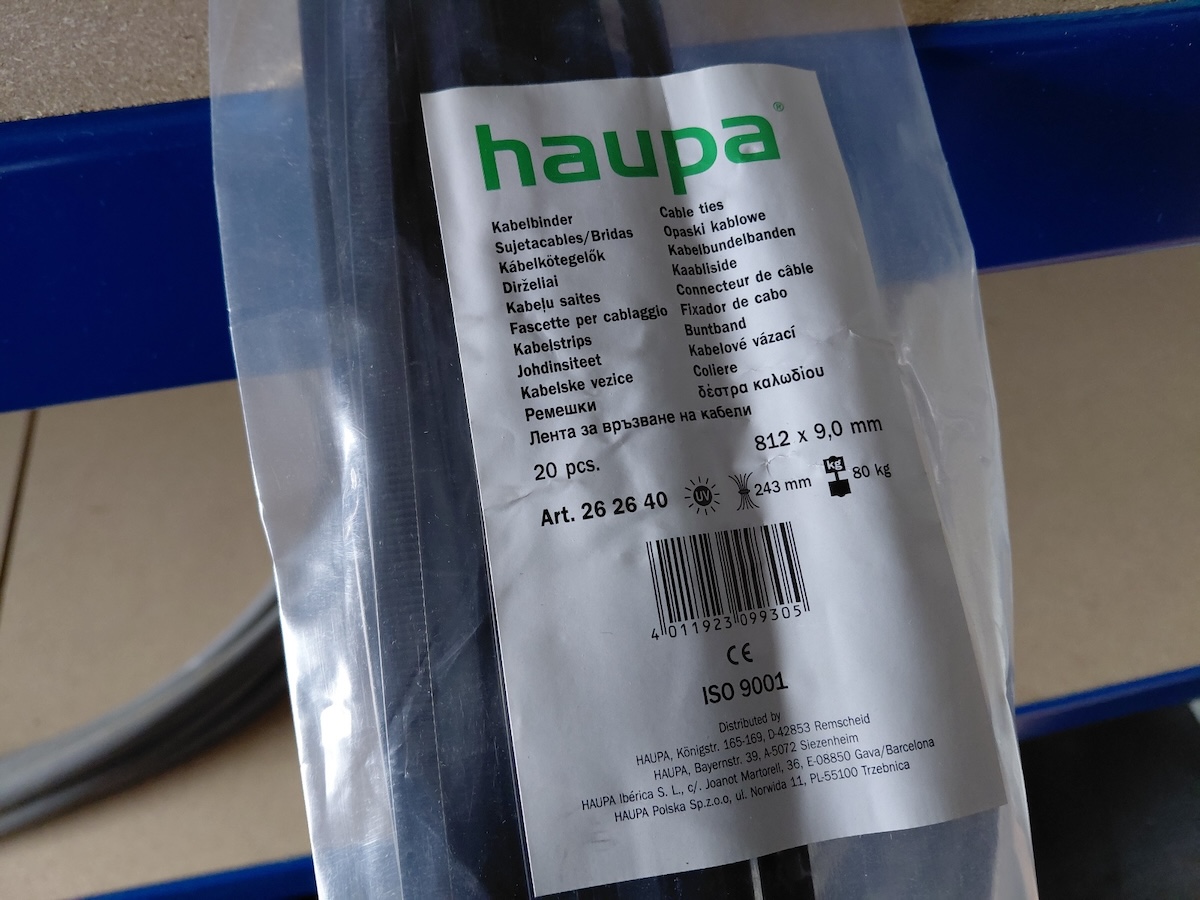 haupa®
Kabelbinder
Sujetacables/Bridas
Kábelkötegelők
Dirželiai
Kabeļu saites
Fascette per cablaggio
Kabelstrips
Johdinsiteet
Kabelske vezice
Ремешки
Лента за връзване на кабели
Cable ties
Opaski kablowe
Kabelbundelbanden
Kaabliside
Connecteur de câble
Fixador de cabo
Buntband
Kabelové vázací
Coliere
δέστρα καλωδίου
20 pcs.
812 x 9,0 mm
Art. 26 26 40
UV
243 mm
kg
80 kg
4 011923 099305
CE
ISO 9001
Distributed by
HAUPA, Königstr. 165-169, D-42853 Remscheid
HAUPA, Bayernstr. 39, A-5072 Siezenheim
HAUPA Ibérica S. L., c/. Joanot Martorell, 36, E-08850 Gava/Barcelona
HAUPA Polska Sp.z.o.o, ul. Norwida 11, PL-55100 Trzebnica